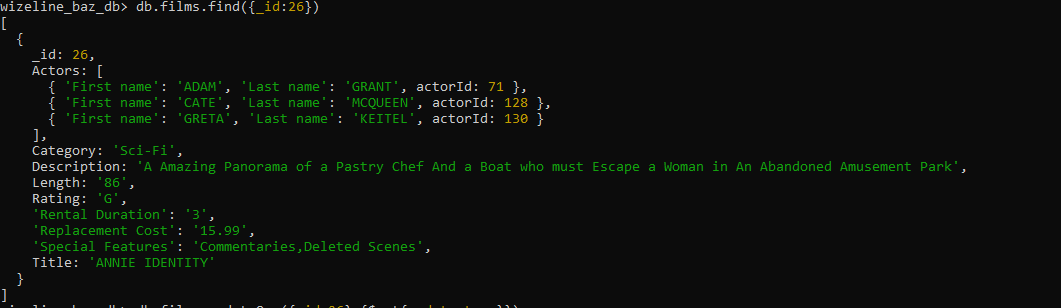 wizeline_baz_db> db.films.find({_id:26})
[
  {
    _id: 26,
    Actors: [
      { 'First name': 'ADAM', 'Last name': 'GRANT', actorId: 71 },
      { 'First name': 'CATE', 'Last name': 'MCQUEEN', actorId: 128 },
      { 'First name': 'GRETA', 'Last name': 'KEITEL', actorId: 130 }
    ],
    Category: 'Sci-Fi',
    Description: 'A Amazing Panorama of a Pastry Chef And a Boat who must Escape a Woman in An Abandoned Amusement Park',
    Length: '86',
    Rating: 'G',
    'Rental Duration': '3',
    'Replacement Cost': '15.99',
    'Special Features': 'Commentaries,Deleted Scenes',
    Title: 'ANNIE IDENTITY'
  }
]